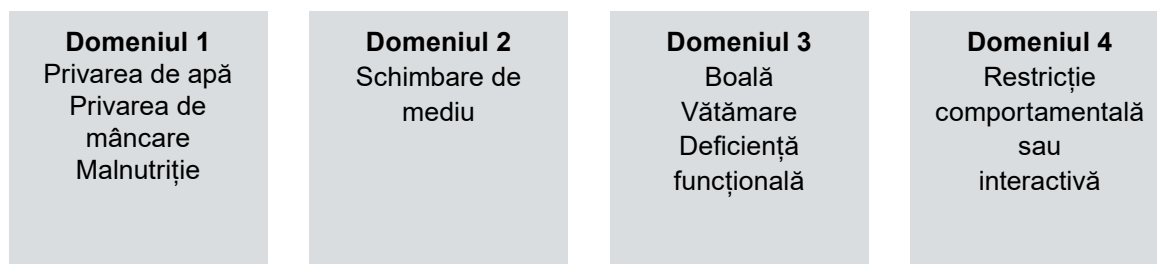 Domeniul 1
Privarea de apă
Privarea de
mâncare
Malnutriție
Domeniul 2
Schimbare de
mediu
Domeniul 3
Boală
Vătămare
Deficiență
funcțională
Domeniul 4
Restricție
comportamentală
sau
interactivă